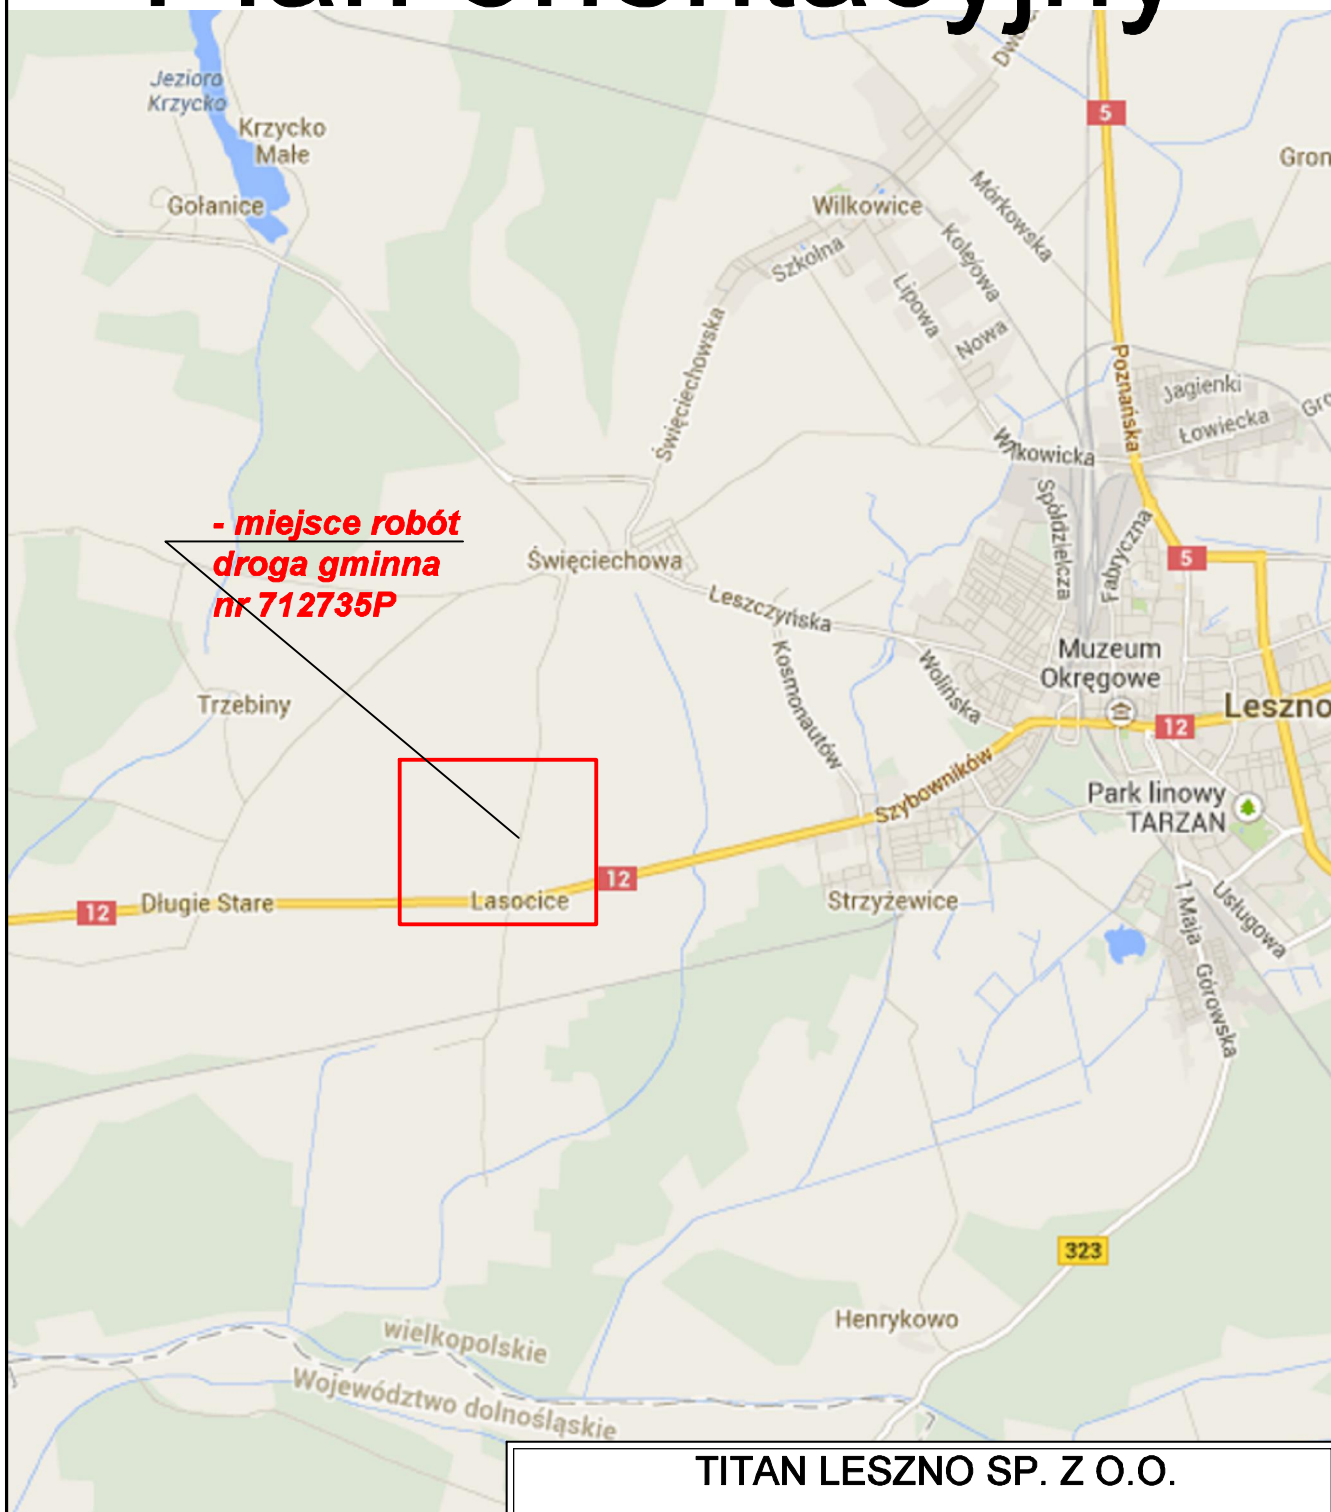 Plan orientacyjny
Jezioro
Krzycko
Krzycko
Małe
Gołanice
Wilkowice
5
Mórkowska
Szkolna
Kolejowa
Lipowa
Nowa
Święciechowska
Poznańska
Jagienki
Łowiecka
Spółdzielcza
Fabryczna
- miejsce robót
droga gminna
nr 712735P
Święciechowa
5
Leszczyńska
Kosmonautów
Wolińska
Muzeum
Okręgowe
Leszno
12
Trzebiny
Szybowników
Park linowy
TARZAN
12
Długie Stare
12
Lasocice
Strzyżewice
1 Maja
Usługowa
Górowska
323
Henrykowo
wielkopolskie
Województwo dolnośląskie
TITAN LESZNO SP. Z O.O.